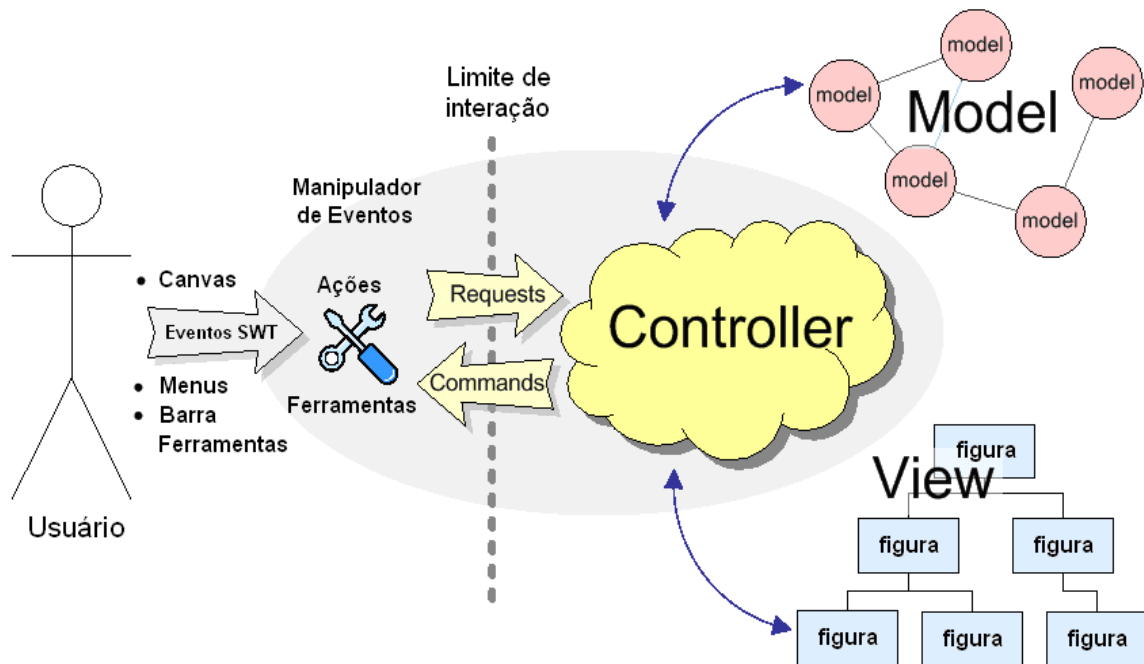 Usuário
• Canvas
Eventos SWT
• Menus
• Barra
Ferramentas
Manipulador
de Eventos
Ações
Ferramentas
Limite de
interação
Requests
Commands
Controller
model
model
model
Model
model
model
figura
View
figura
figura
figura
figura
figura